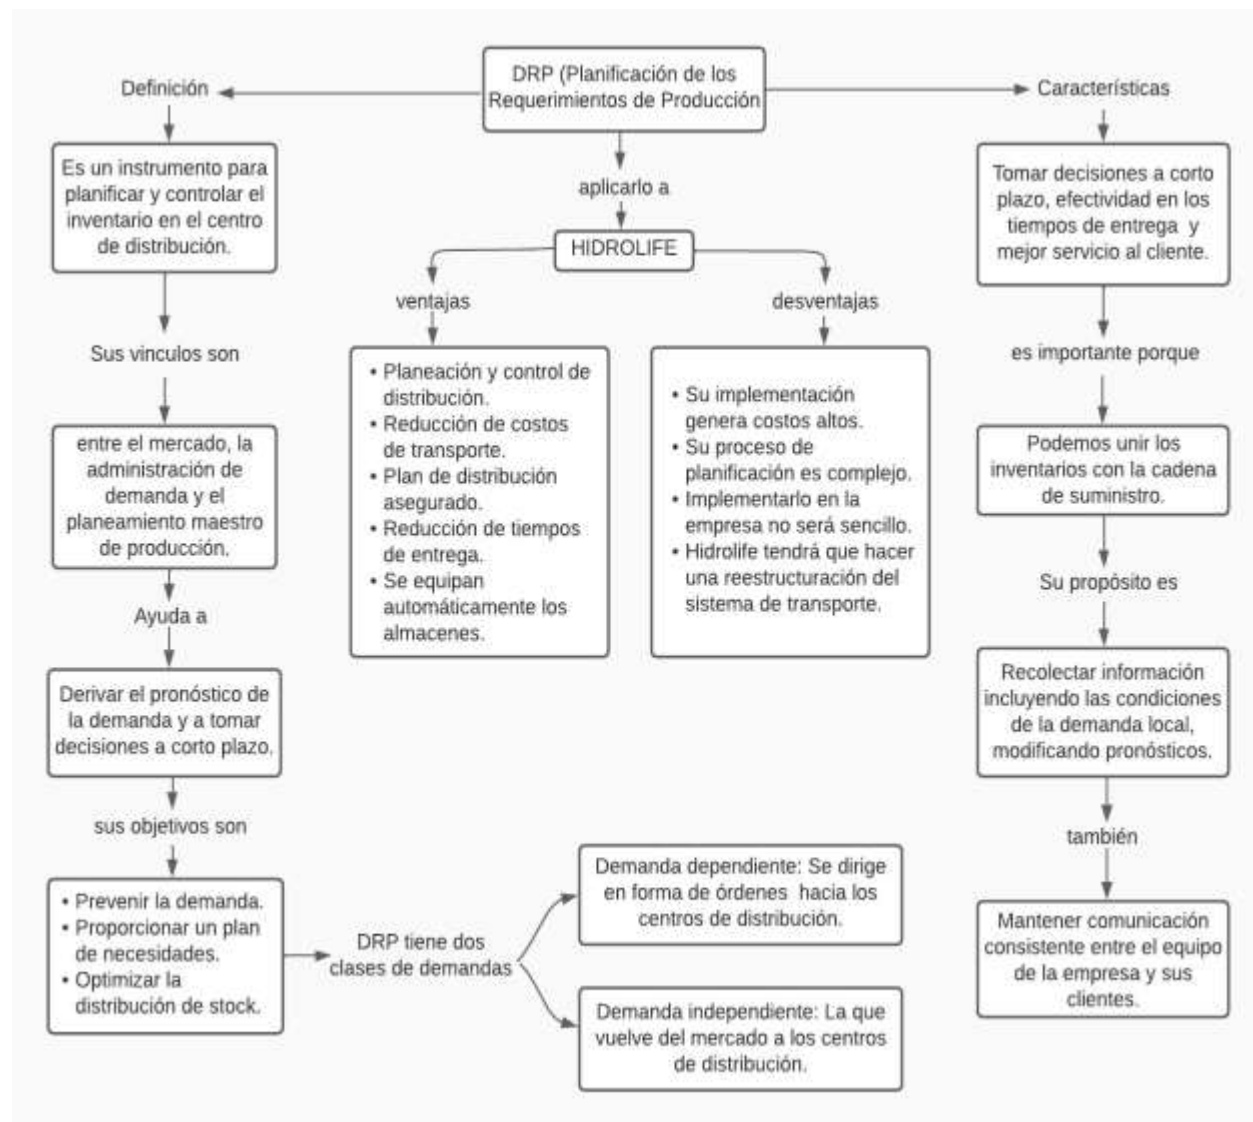 DRP (Planificación de los
Requerimientos de Producción
Definición
Es un instrumento para
planificar y controlar el
inventario en el centro
de distribución.
Sus vinculos son
entre el mercado, la
administración de
demanda y el
planeamiento maestro
de producción.
Ayuda a
Derivar el pronóstico de
la demanda y a tomar
decisiones a corto plazo.
sus objetivos son
• Prevenir la demanda.
• Proporcionar un plan
de necesidades.
• Optimizar la
distribución de stock.
DRP tiene dos
clases de demandas
Demanda dependiente: Se dirige
en forma de órdenes hacia los
centros de distribución.
Demanda independiente: La que
vuelve del mercado a los centros
de distribución.
aplicarlo a
HIDROLIFE
ventajas
• Planeación y control de
distribución.
• Reducción de costos
de transporte.
• Plan de distribución
asegurado.
• Reducción de tiempos
de entrega.
• Se equipan
automáticamente los
almacenes.
desventajas
• Su implementación
genera costos altos.
• Su proceso de
planificación es complejo.
• Implementarlo en la
empresa no será sencillo.
• Hidrolife tendrá que hacer
una reestructuración del
sistema de transporte.
Características
Tomar decisiones a corto
plazo, efectividad en los
tiempos de entrega y
mejor servicio al cliente.
es importante porque
Podemos unir los
inventarios con la cadena
de suministro.
Su propósito es
Recolectar información
incluyendo las condiciones
de la demanda local,
modificando pronósticos.
también
Mantener comunicación
consistente entre el equipo
de la empresa y sus
clientes.